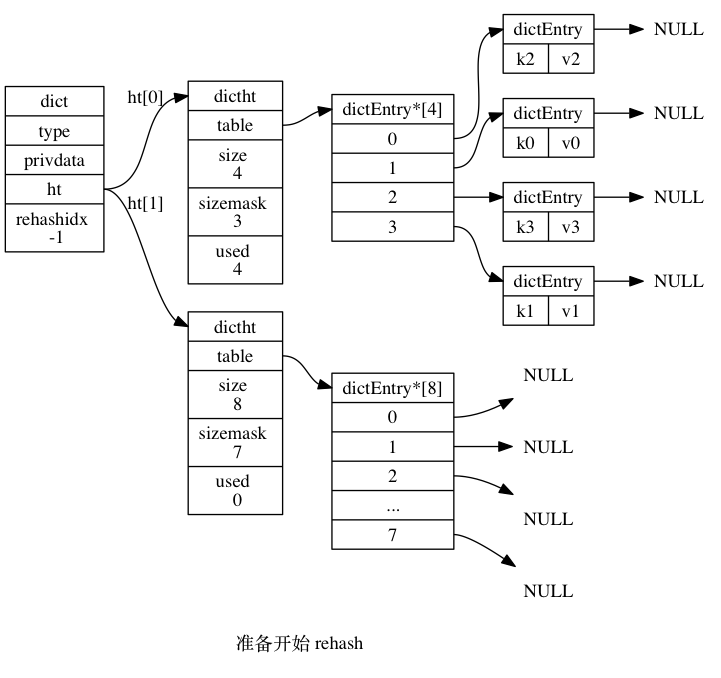 dict
type
privdata
ht
rehashidx
-1
ht[0]
ht[1]
dictht
table
size
4
sizemask
3
used
4
dictht
table
size
8
sizemask
7
used
0
dictEntry*[4]
0
1
2
3
dictEntry*[8]
0
1
2
...
7
dictEntry
k2 v2
NULL
dictEntry
k0 v0
NULL
dictEntry
k3 v3
NULL
dictEntry
k1 v1
NULL
NULL
NULL
NULL
NULL
准备开始 rehash